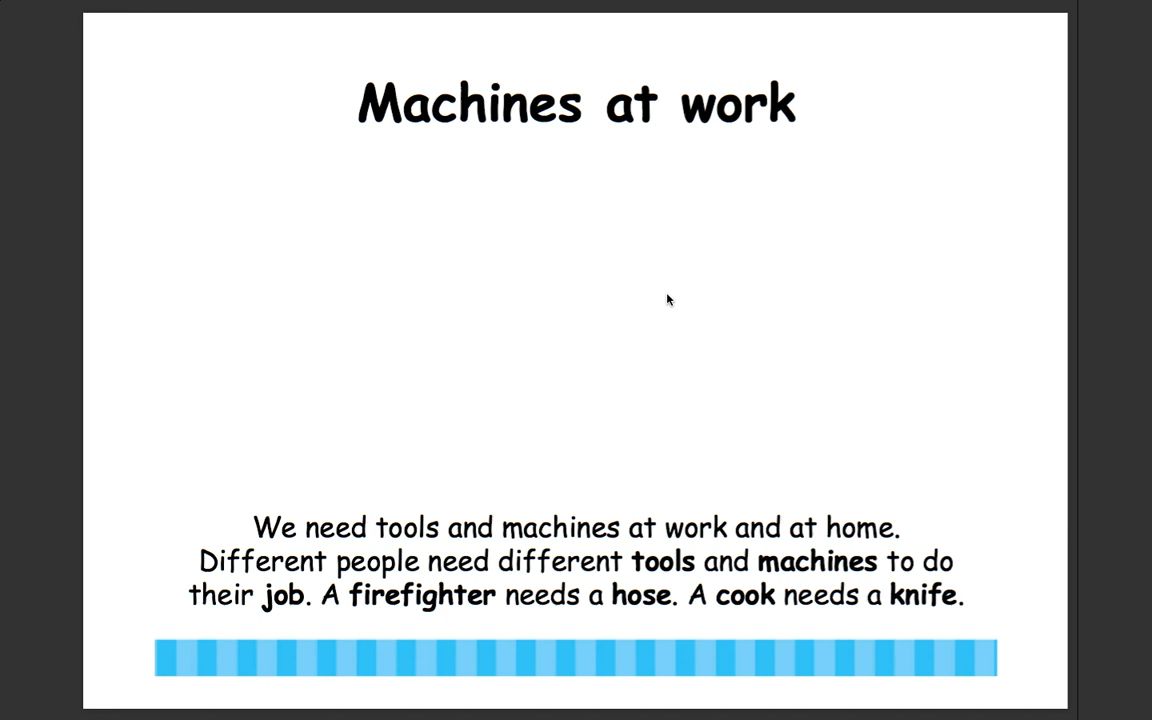 Machines at work
We need tools and machines at work and at home.
Different people need different tools and machines to do
their job. A firefighter needs a hose. A cook needs a knife.